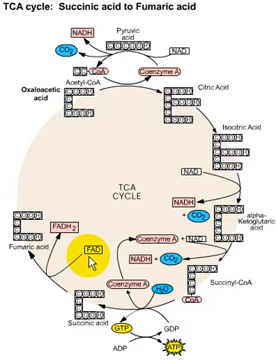 TCA cycle: Succinic acid to Fumaric acid
NADH
Pyruvic
acid
CO2
NAD
CoA
Coenzyme A
Acetyl-CoA
Oxaloacetic
acid
Citric Acid
Isocitric Acid
NAD
TCA
CYCLE
NADH
+ CO2
alpha-
Ketoglutaric
acid
FADH2
FAD
Fumaric acid
Coenzyme A + NAD
NADH + CO2
Coenzyme A
H2O
Succinyl-CoA
CoA
Succinic acid
GTP
GDP
ADP
ATP